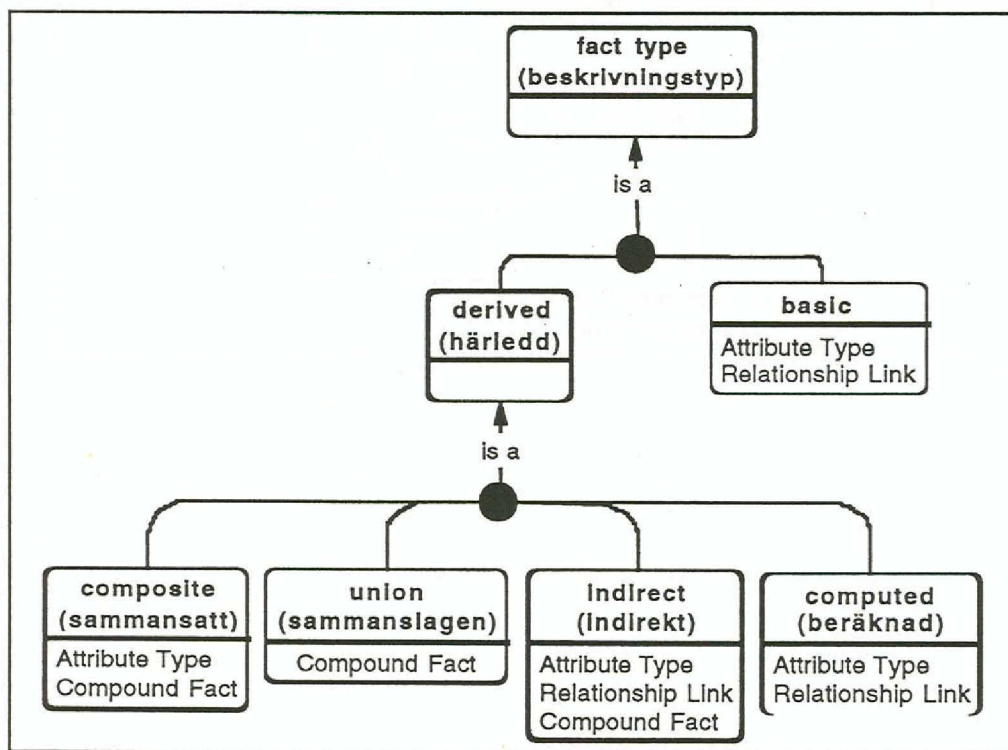 fact type
(beskrivningstyp)
is a
derived
(härledd)
basic
Attribute Type
Relationship Link
is a
composite
(sammansatt)
Attribute Type
Compound Fact
union
(sammanslagen)
Compound Fact
indirect
(indirekt)
Attribute Type
Relationship Link
Compound Fact
computed
(beräknad)
Attribute Type
Relationship Link